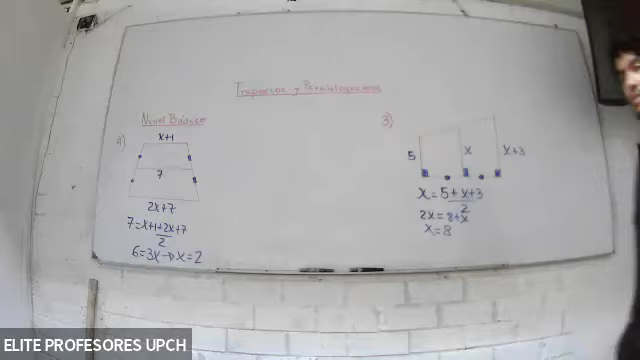 Trapecios y Paralelogramos
Nivel Básico
4)
x+1
7
2x+7
7=x+1+2x+7
2
6=3x→x=2
3)
5
x
x+3
x=5+x+3
2
2x=8+x
x=8
ELITE PROFESORES UPCH